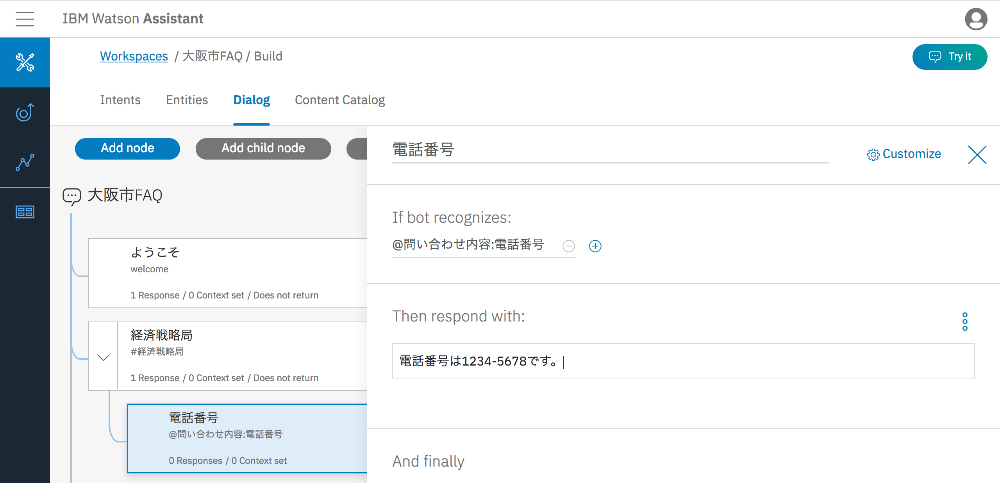 IBM Watson Assistant
Workspaces / 大阪市FAQ / Build
Try it
Intents Entities Dialog Content Catalog
Add node Add child node
大阪市FAQ
ようこそ
welcome
1 Response / 0 Context set / Does not return
経済戦略局
#経済戦略局
1 Response / 0 Context set / Does not return
電話番号
@問い合わせ内容:電話番号
0 Responses / 0 Context set
電話番号
Customize
If bot recognizes:
@問い合わせ内容:電話番号
Then respond with:
電話番号は1234-5678です。
And finally